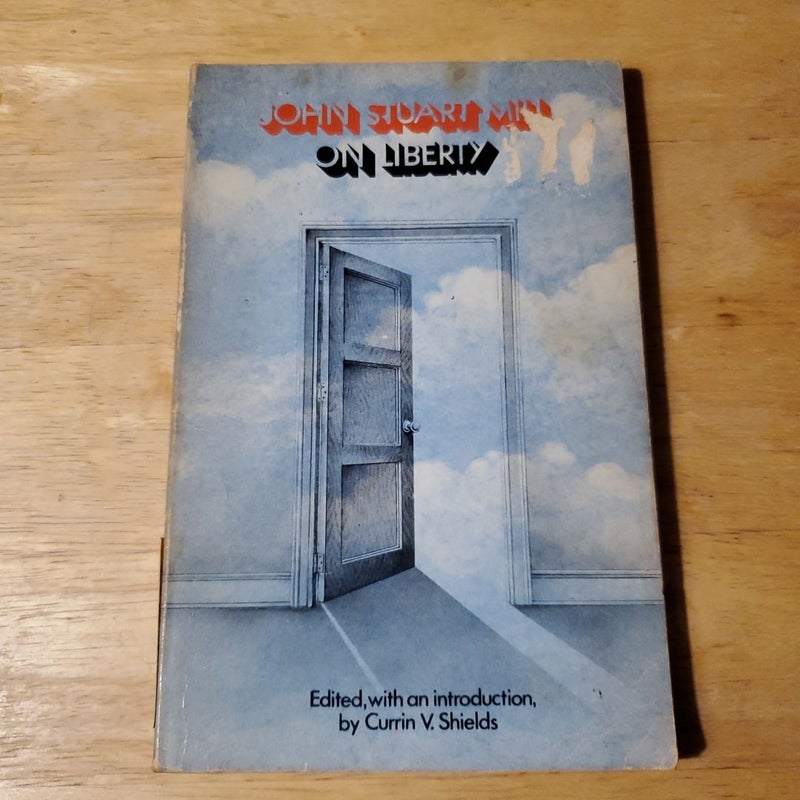 JOHN STUART MILL
ON LIBERTY
Edited, with an introduction,
by Currin V. Shields